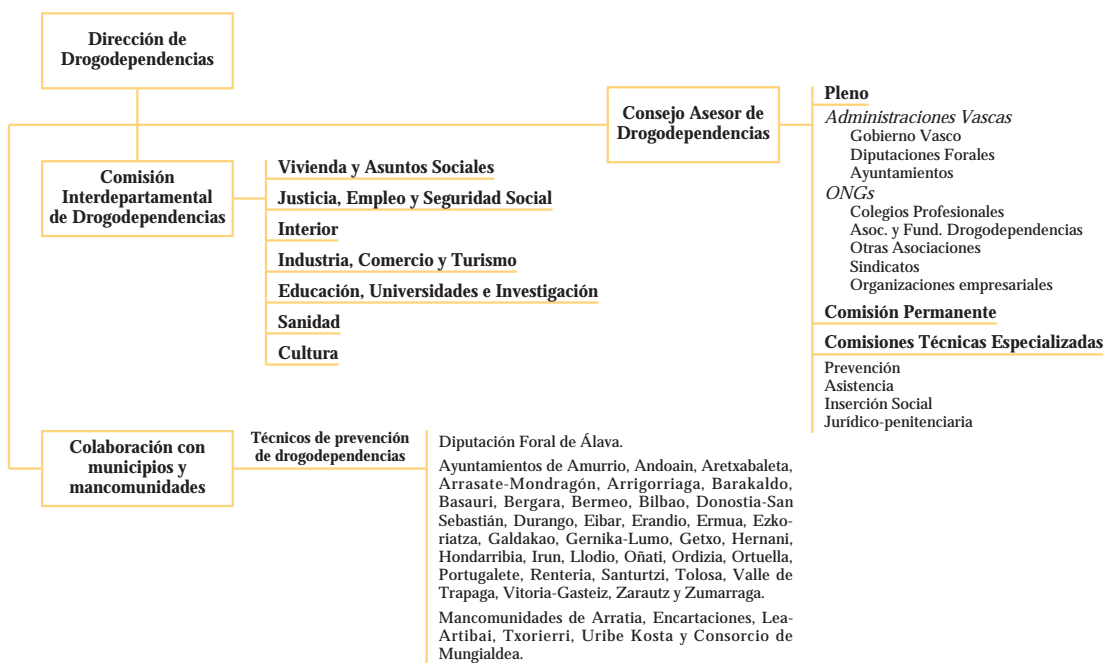 Dirección de
Drogodependencias
Consejo Asesor de
Drogodependencias
Pleno
Administraciones Vascas
Gobierno Vasco
Diputaciones Forales
Ayuntamientos
ONGs
Colegios Profesionales
Asoc. y Fund. Drogodependencias
Otras Asociaciones
Sindicatos
Organizaciones empresariales
Comisión Permanente
Comisiones Técnicas Especializadas
Prevención
Asistencia
Inserción Social
Jurídico-penitenciaria
Comisión
Interdepartamental
de Drogodependencias
Vivienda y Asuntos Sociales
Justicia, Empleo y Seguridad Social
Interior
Industria, Comercio y Turismo
Educación, Universidades e Investigación
Sanidad
Cultura
Colaboración con
municipios y
mancomunidades
Técnicos de prevención
de drogodependencias
Diputación Foral de Álava.
Ayuntamientos de Amurrio, Andoain, Aretxabaleta,
Arrasate-Mondragón, Arrigorriaga, Barakaldo,
Basauri, Bergara, Bermeo, Bilbao, Donostia-San
Sebastián, Durango, Eibar, Erandio, Ermua, Ezko-
riatza, Galdakao, Gernika-Lumo, Getxo, Hernani,
Hondarribia, Irun, Llodio, Oñati, Ordizia, Ortuella,
Portugalete, Renteria, Santurtzi, Tolosa, Valle de
Trapaga, Vitoria-Gasteiz, Zarautz y Zumarraga.
Mancomunidades de Arratia, Encartaciones, Lea-
Artibai, Txorierri, Uribe Kosta y Consorcio de
Mungialdea.